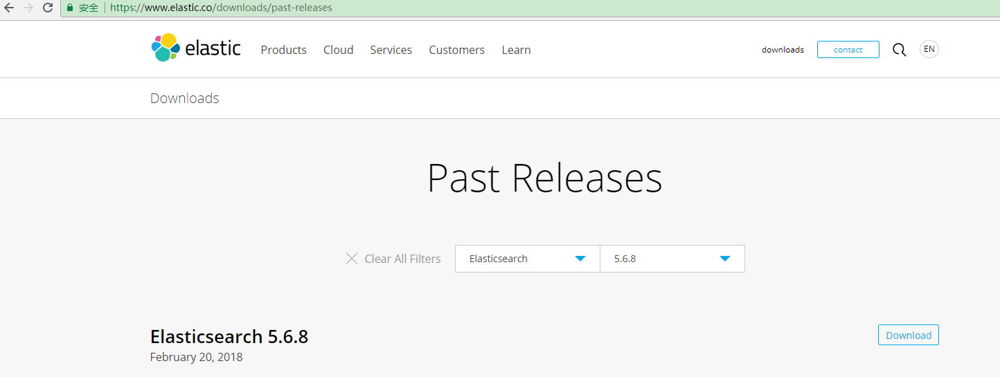 安全 https://www.elastic.co/downloads/past-releases
elastic Products Cloud Services Customers Learn downloads contact EN
Downloads
Past Releases
Clear All Filters Elasticsearch 5.6.8
Elasticsearch 5.6.8 Download
February 20, 2018